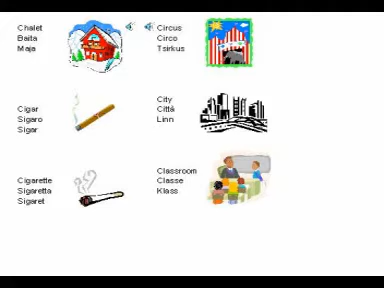 Chalet
Baita
Maja
Circus
Circo
Tsirkus
Cigar
Sigaro
Sigar
City
Città
Linn
Cigarette
Sigaretta
Sigaret
Classroom
Classe
Klass